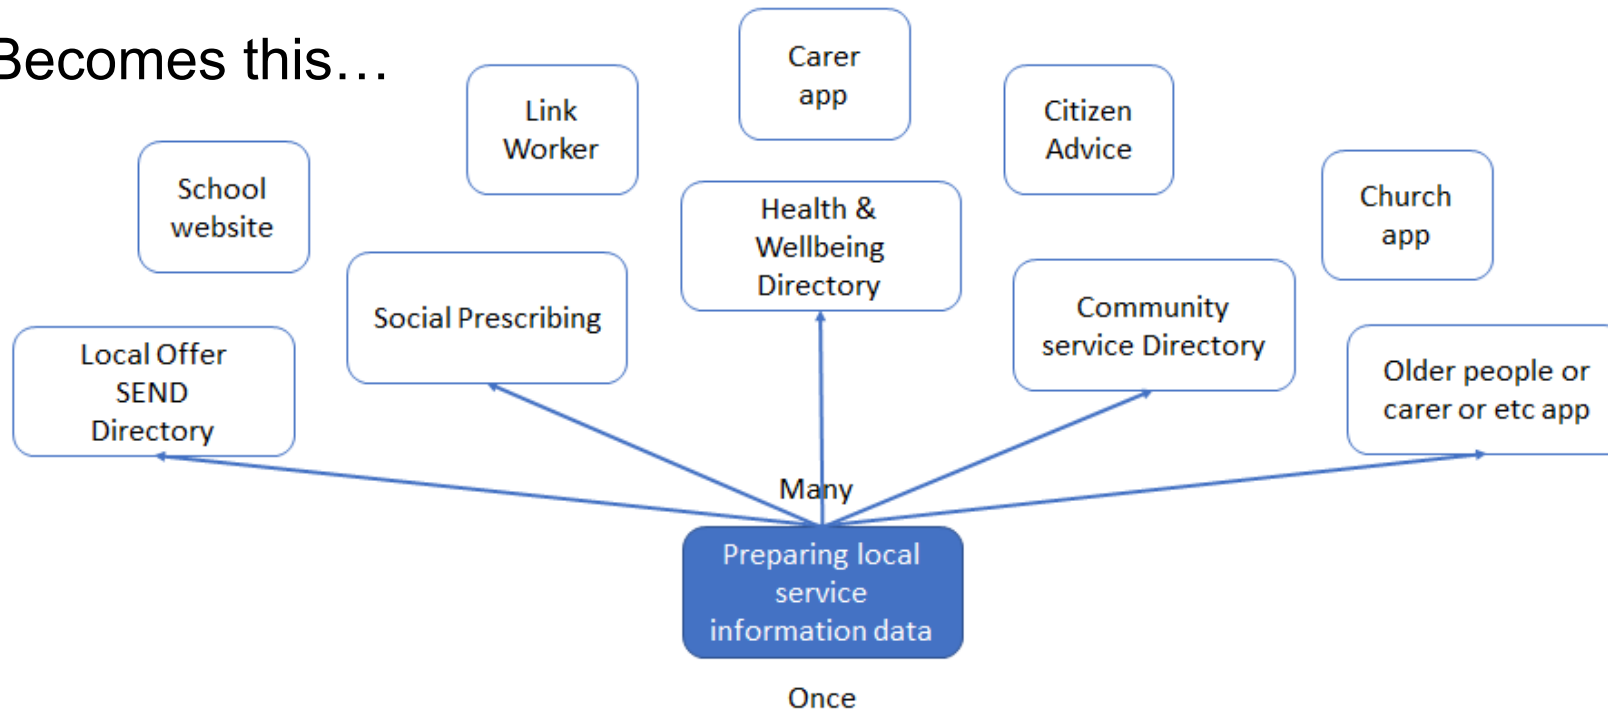 Becomes this…
Carer
app
Link
Worker
Citizen
Advice
School
website
Church
app
Health &
Wellbeing
Directory
Social Prescribing
Community
service Directory
Local Offer
SEND
Directory
Older people or
carer or etc app
Many
Preparing local
service
information data
Once